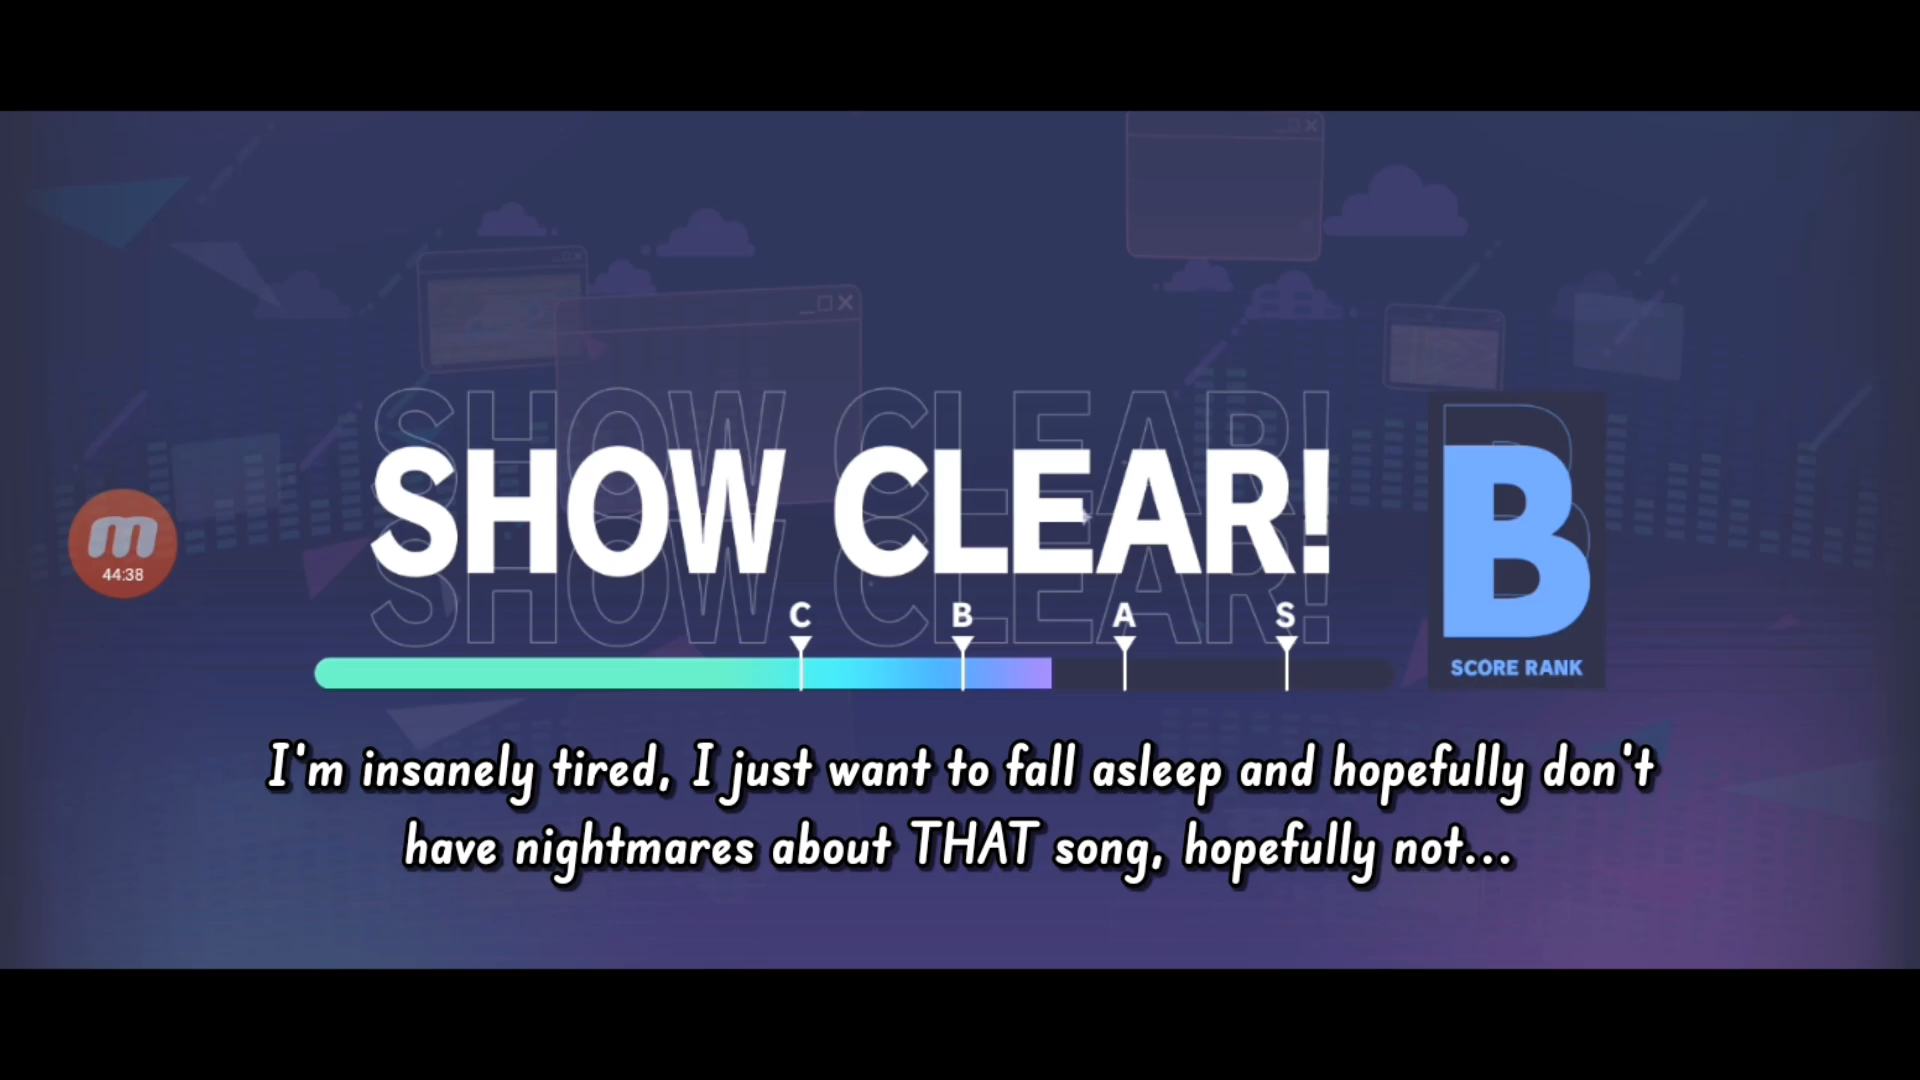 SHOW CLEAR!
B
SCORE RANK
C B A S
m
44:38
I'm insanely tired, I just want to fall asleep and hopefully don't
have nightmares about THAT song, hopefully not...